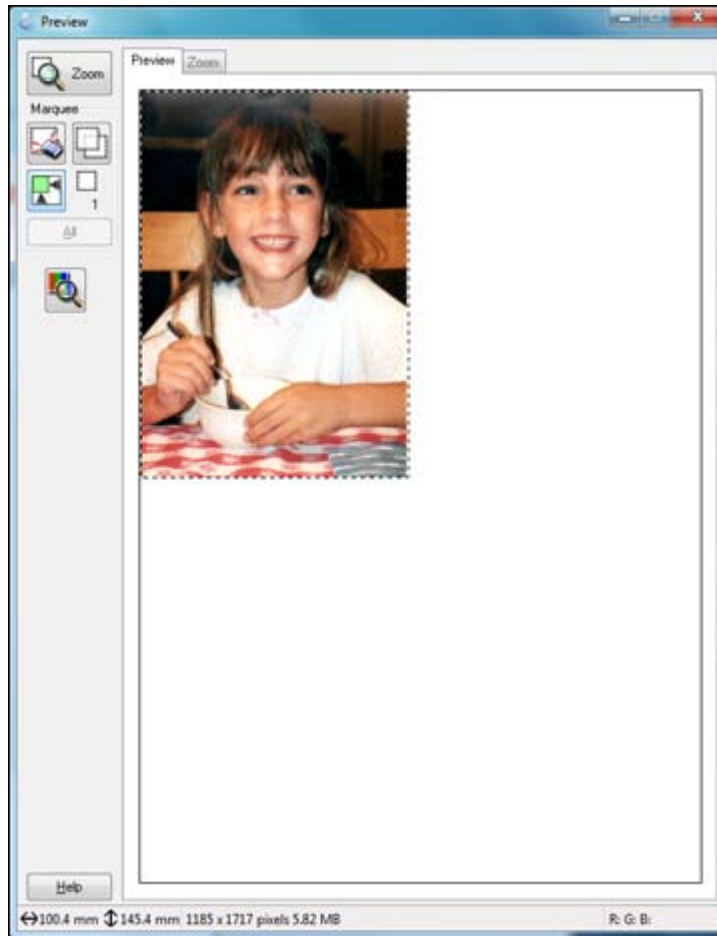 Preview
Preview Zoom
Zoom
Marquee
1
All
Help
100.4 mm 145.4 mm 1185 x 1717 pixels 5.82 MB R: G: B: